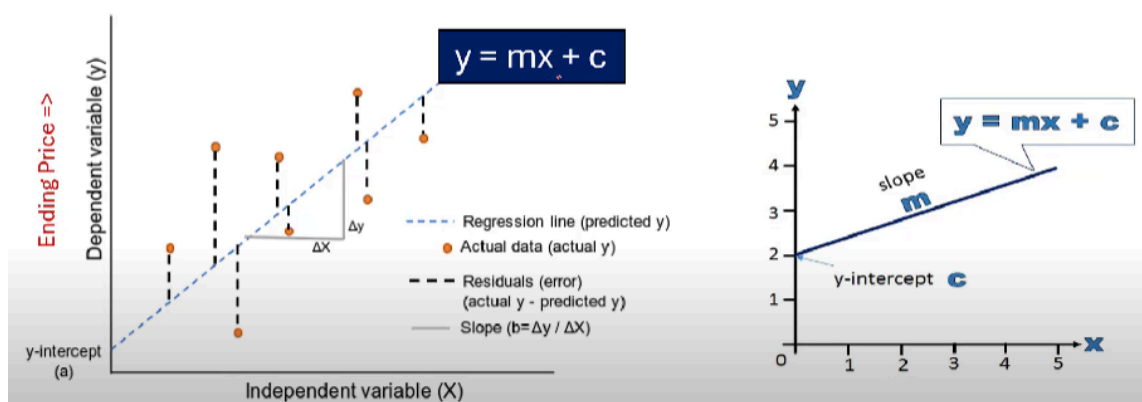 Ending Price =>
Dependent variable (y)
y = mx + c
ΔX
Δy
Regression line (predicted y)
Actual data (actual y)
Residuals (error)
(actual y - predicted y)
Slope (b=Δy / ΔX)
y-intercept
(a)
Independent variable (X)
y
5
4
3
2
1
y = mx + c
slope
m
y-intercept c
0
1
2
3
4
5
x